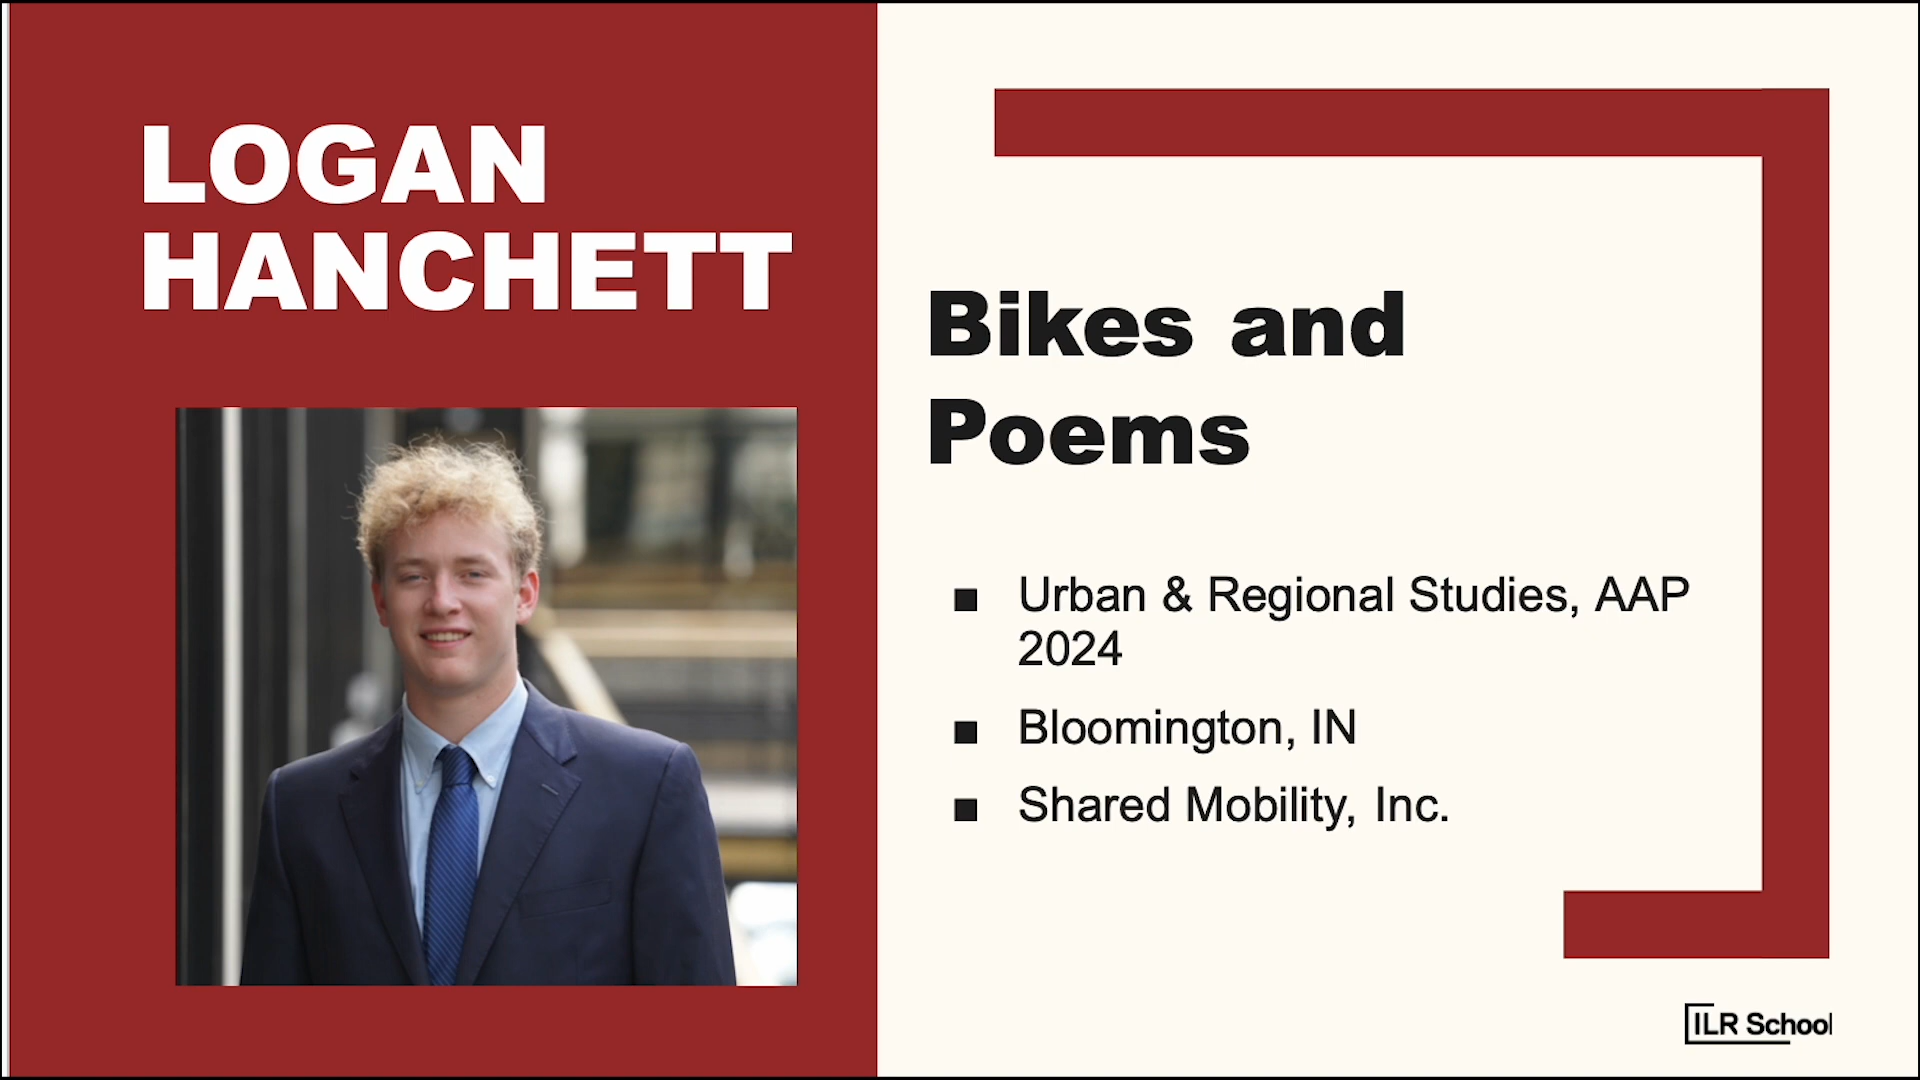 LOGAN
HANCHETT
Bikes and
Poems
■ Urban & Regional Studies, AAP
2024
■ Bloomington, IN
■ Shared Mobility, Inc.
ILR School